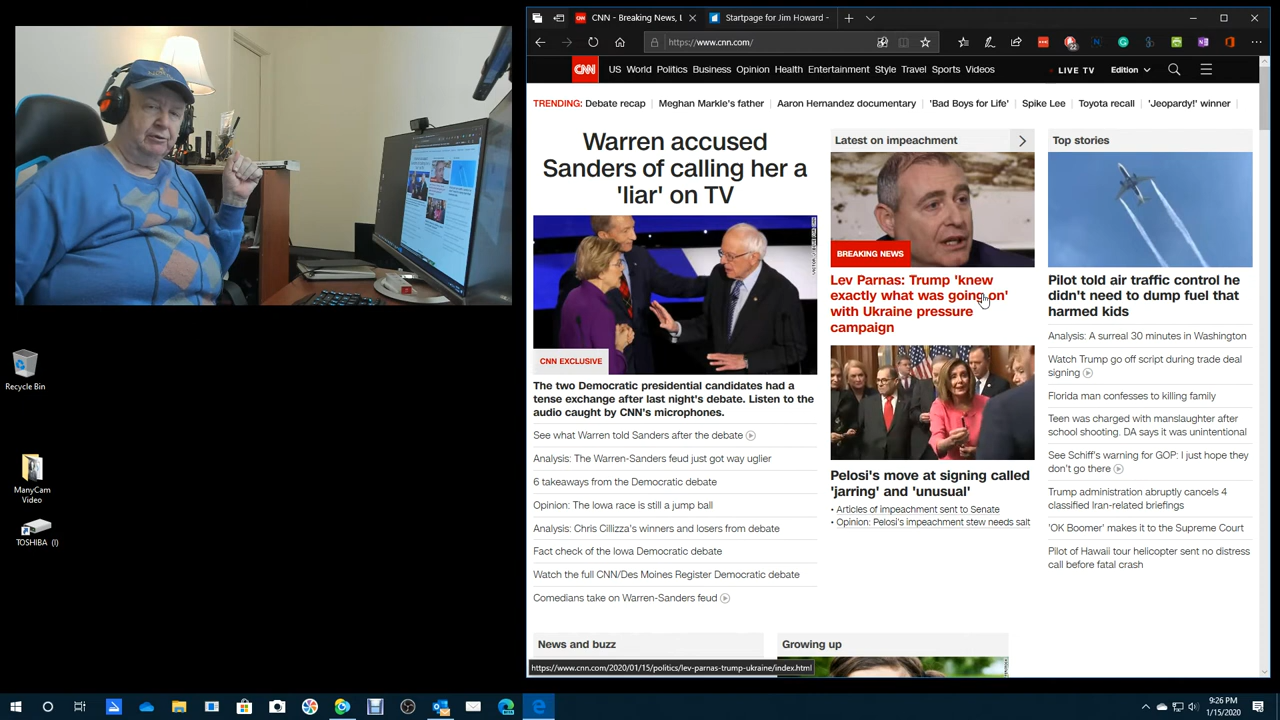 CNN - Breaking News, L
Startpage for Jim Howard -
https://www.cnn.com/
CNN
US World Politics Business Opinion Health Entertainment Style Travel Sports Videos
LIVE TV
Edition
TRENDING: Debate recap
Meghan Markle's father
Aaron Hernandez documentary
'Bad Boys for Life'
Spike Lee
Toyota recall
'Jeopardy!' winner
Warren accused
Sanders of calling her a
'liar' on TV
CNN EXCLUSIVE
The two Democratic presidential candidates had a
tense exchange after last night's debate. Listen to the
audio caught by CNN's microphones.
See what Warren told Sanders after the debate
Analysis: The Warren-Sanders feud just got way uglier
6 takeaways from the Democratic debate
Opinion: The Iowa race is still a jump ball
Analysis: Chris Cillizza's winners and losers from debate
Fact check of the Iowa Democratic debate
Watch the full CNN/Des Moines Register Democratic debate
Comedians take on Warren-Sanders feud
News and buzz
Latest on impeachment
BREAKING NEWS
Lev Parnas: Trump 'knew
exactly what was going on'
with Ukraine pressure
campaign
Pelosi's move at signing called
'jarring' and 'unusual'
• Articles of impeachment sent to Senate
• Opinion: Pelosi's impeachment stew needs salt
Growing up
Top stories
Pilot told air traffic control he
didn't need to dump fuel that
harmed kids
Analysis: A surreal 30 minutes in Washington
Watch Trump go off script during trade deal
signing
Florida man confesses to killing family
Teen was charged with manslaughter after
school shooting. DA says it was unintentional
See Schiff's warning for GOP: I just hope they
don't go there
Trump administration abruptly cancels 4
classified Iran-related briefings
'OK Boomer' makes it to the Supreme Court
Pilot of Hawaii tour helicopter sent no distress
call before fatal crash
https://www.cnn.com/2020/01/15/politics/lev-parnas-trump-ukraine/index.html
Recycle Bin
ManyCam
Video
TOSHIBA (I)
9:26 PM
1/15/2020